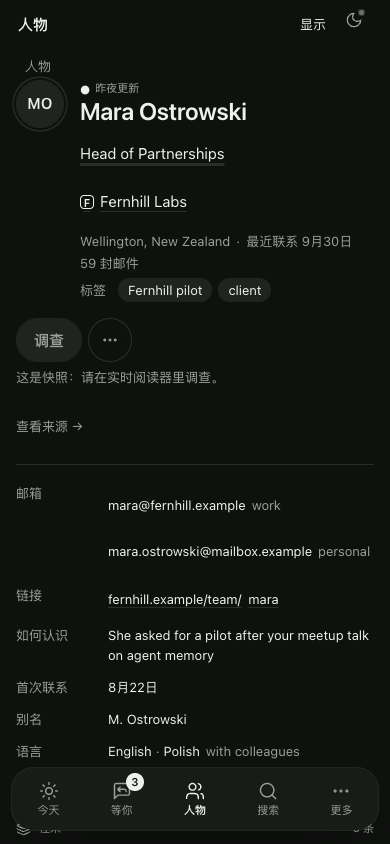 人物
显示
人物
MO
昨夜更新
Mara Ostrowski
Head of Partnerships
F Fernhill Labs
Wellington, New Zealand · 最近联系 9月30日
59 封邮件
标签 Fernhill pilot client
调查
这是快照：请在实时阅读器里调查。
查看来源 →
邮箱
mara@fernhill.example work
mara.ostrowski@mailbox.example personal
链接 fernhill.example/team/ mara
如何认识 She asked for a pilot after your meetup talk
on agent memory
首次联系 8月22日
别名 M. Ostrowski
语言 English · Polish with colleagues
3
今天 等你 人物 搜索 更多